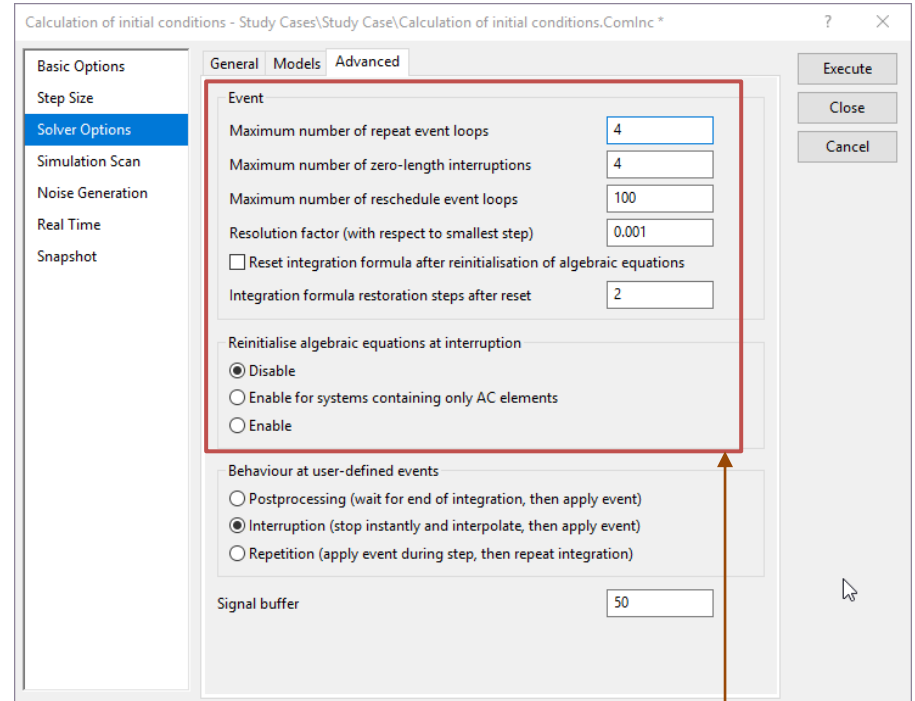 Calculation of initial conditions - Study Cases\Study Case\Calculation of initial conditions.ComInc * ? ×
Basic Options
Step Size
Solver Options
Simulation Scan
Noise Generation
Real Time
Snapshot
General Models Advanced
Event
Maximum number of repeat event loops 4
Maximum number of zero-length interruptions 4
Maximum number of reschedule event loops 100
Resolution factor (with respect to smallest step) 0.001
Reset integration formula after reinitialisation of algebraic equations
Integration formula restoration steps after reset 2
Reinitialise algebraic equations at interruption
Disable
Enable for systems containing only AC elements
Enable
Behaviour at user-defined events
Postprocessing (wait for end of integration, then apply event)
Interruption (stop instantly and interpolate, then apply event)
Repetition (apply event during step, then repeat integration)
Signal buffer 50
Execute
Close
Cancel